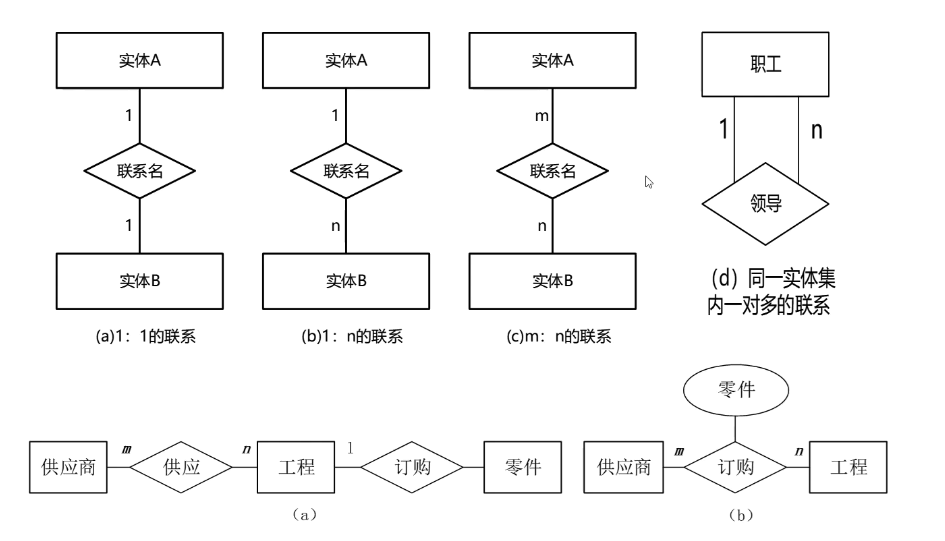 实体A
1
联系名
1
实体B
(a)1：1的联系
实体A
1
联系名
n
实体B
(b)1：n的联系
实体A
m
联系名
n
实体B
(c)m：n的联系
职工
1
n
领导
(d) 同一实体集
内一对多的联系
供应商
m
供应
n
工程
1
订购
零件
(a)
零件
供应商
m
订购
n
工程
(b)